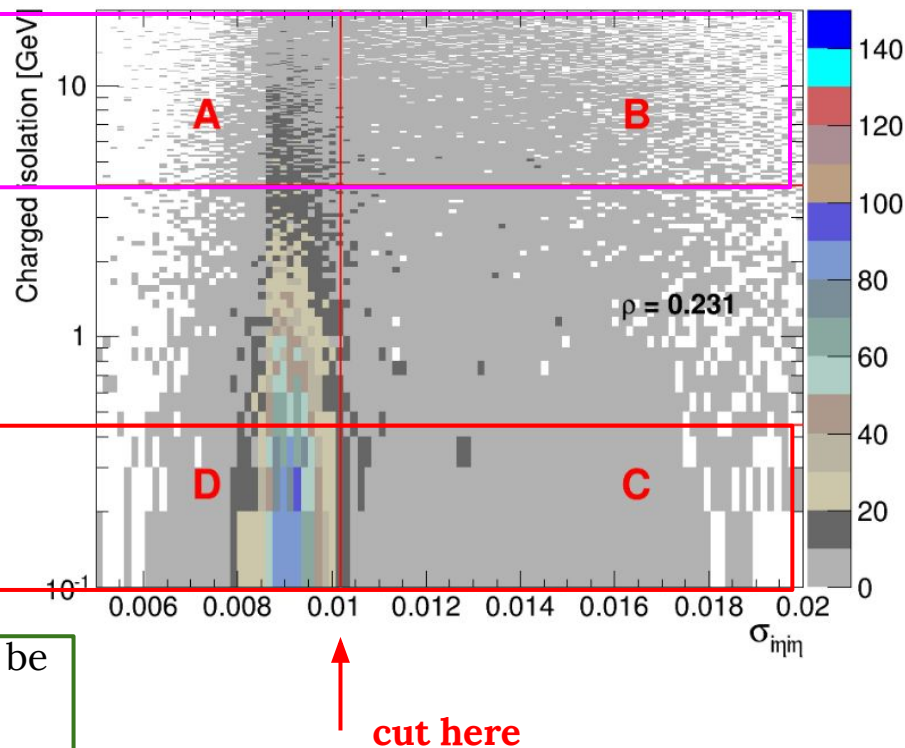 Charged isolation [GeV]
10
1
10⁻¹
A
B
ρ = 0.231
D
C
0.006 0.008 0.01 0.012 0.014 0.016 0.018 0.02
σiηiη
140
120
100
80
60
40
20
0
be
cut here